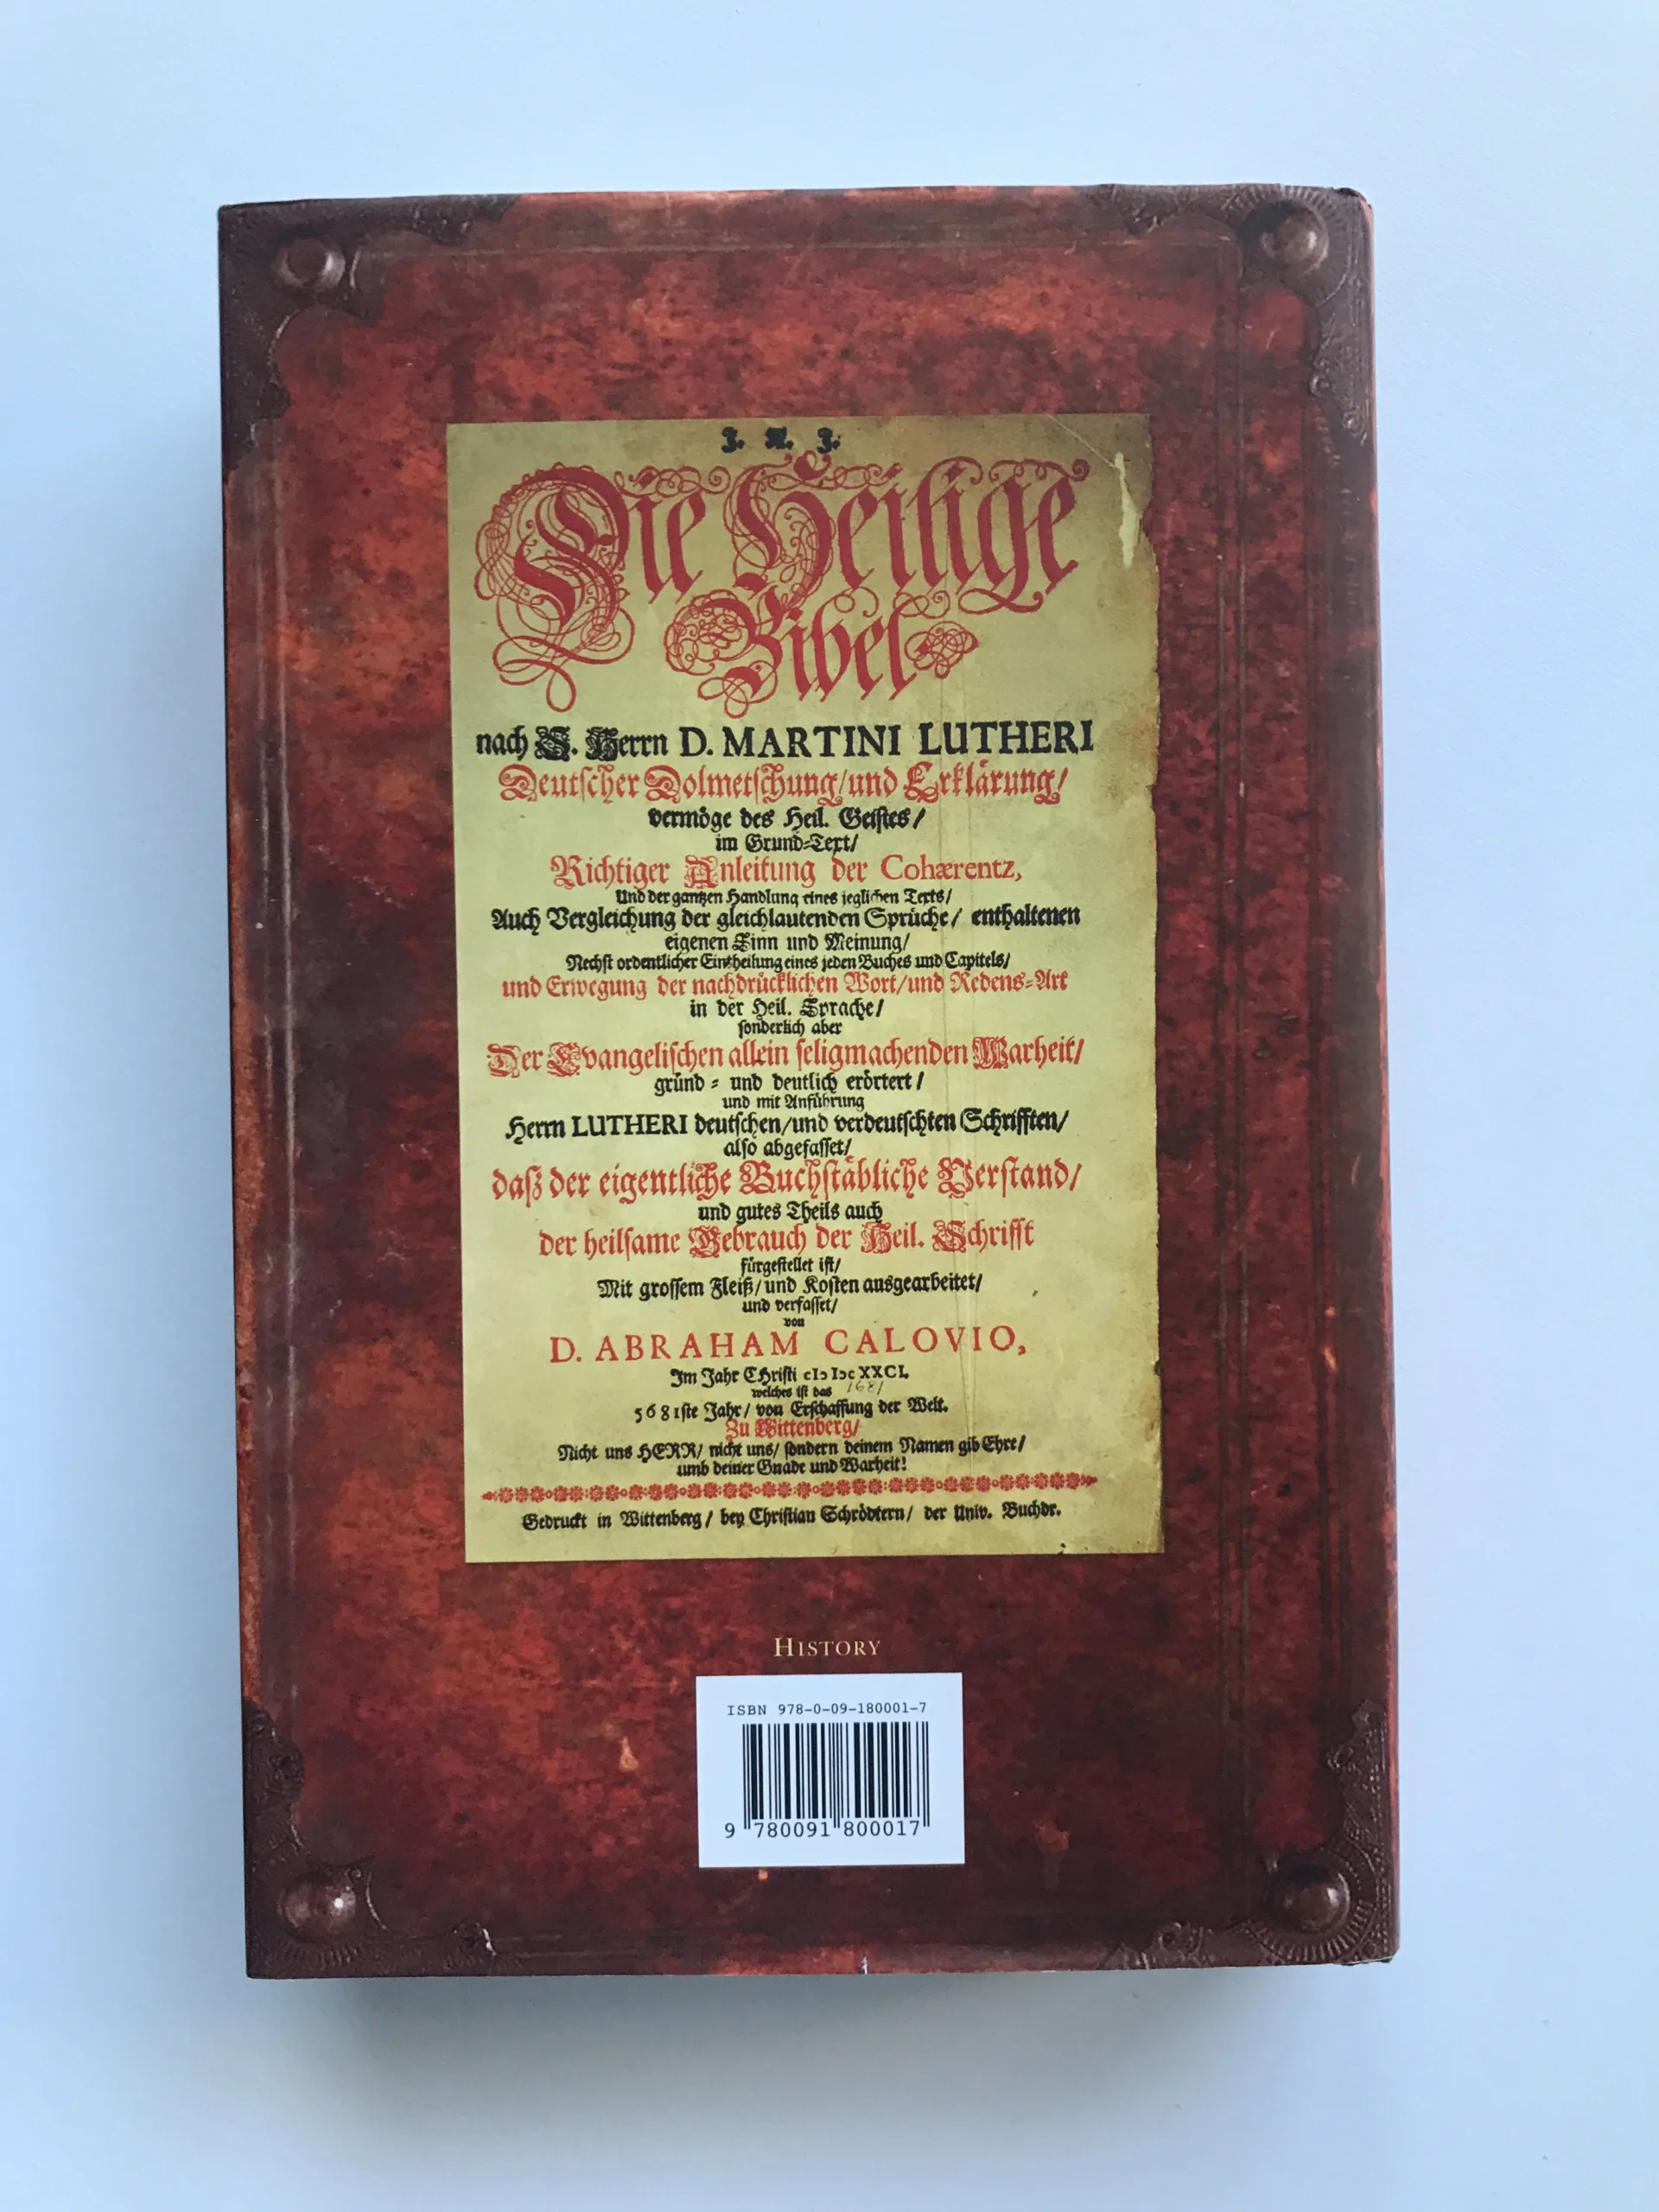 J. N. J.
Die Heilige
Bibel
nach S. Herrn D. MARTINI LUTHERI
Deutscher Dolmetschung/und Erklärung/
vermöge des Heil. Geistes/
im Grund-Text/
Richtiger Anleitung der Cohærentz,
Und der gantzen Handlung eines jeglichen Texts/
Auch Vergleichung der gleichlautenden Sprüche/ enthaltenen
eigenen Sinn und Meinung/
Nechst ordentlicher Eintheilung eines jeden Buches und Capitels/
und Erwegung der nachdrücklichen Wort/und Redens-Art
in der Heil. Sprache/
sonderlich aber
Der Evangelischen allein seligmachenden Warheit/
gründ- und deutlich erörtert/
und mit Anführung
Herrn LUTHERI deutschen/und verdeutschten Schrifften/
also abgefasset/
daß der eigentliche Buchstäbliche Verstand/
und gutes Theils auch
der heilsame Gebrauch der Heil. Schrifft
fürgestellet ist/
Mit grossem Fleiß/und Kosten ausgearbeitet/
und verfasset/
von
D. ABRAHAM CALOVIO,
Im Jahr CHristi cIↄ Iↄc XXCI,
welches ist das 1681
5681ste Jahr/ von Erschaffung der Welt.
Zu Wittenberg/
Nicht uns HERR/ nicht uns/ sondern deinem Namen gib Ehre/
umb deiner Gnade und Warheit!
Gedruckt in Wittenberg/ bey Christian Schrödtern/ der Univ. Buchdr.
HISTORY
ISBN 978-0-09-180001-7
9 780091 800017